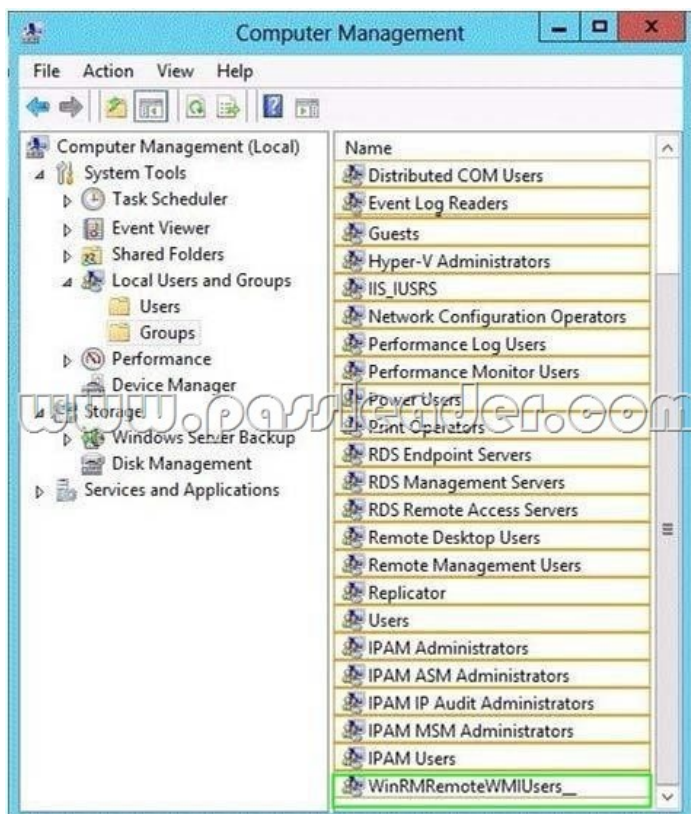 Computer Management
File Action View Help
Computer Management (Local)
System Tools
Task Scheduler
Event Viewer
Shared Folders
Local Users and Groups
Users
Groups
Performance
Device Manager
Storage
Windows Server Backup
Disk Management
Services and Applications
Name
Distributed COM Users
Event Log Readers
Guests
Hyper-V Administrators
IIS_IUSRS
Network Configuration Operators
Performance Log Users
Performance Monitor Users
Power Users
Print Operators
RDS Endpoint Servers
RDS Management Servers
RDS Remote Access Servers
Remote Desktop Users
Remote Management Users
Replicator
Users
IPAM Administrators
IPAM ASM Administrators
IPAM IP Audit Administrators
IPAM MSM Administrators
IPAM Users
WinRMRemoteWMIUsers__
www.passleader.com